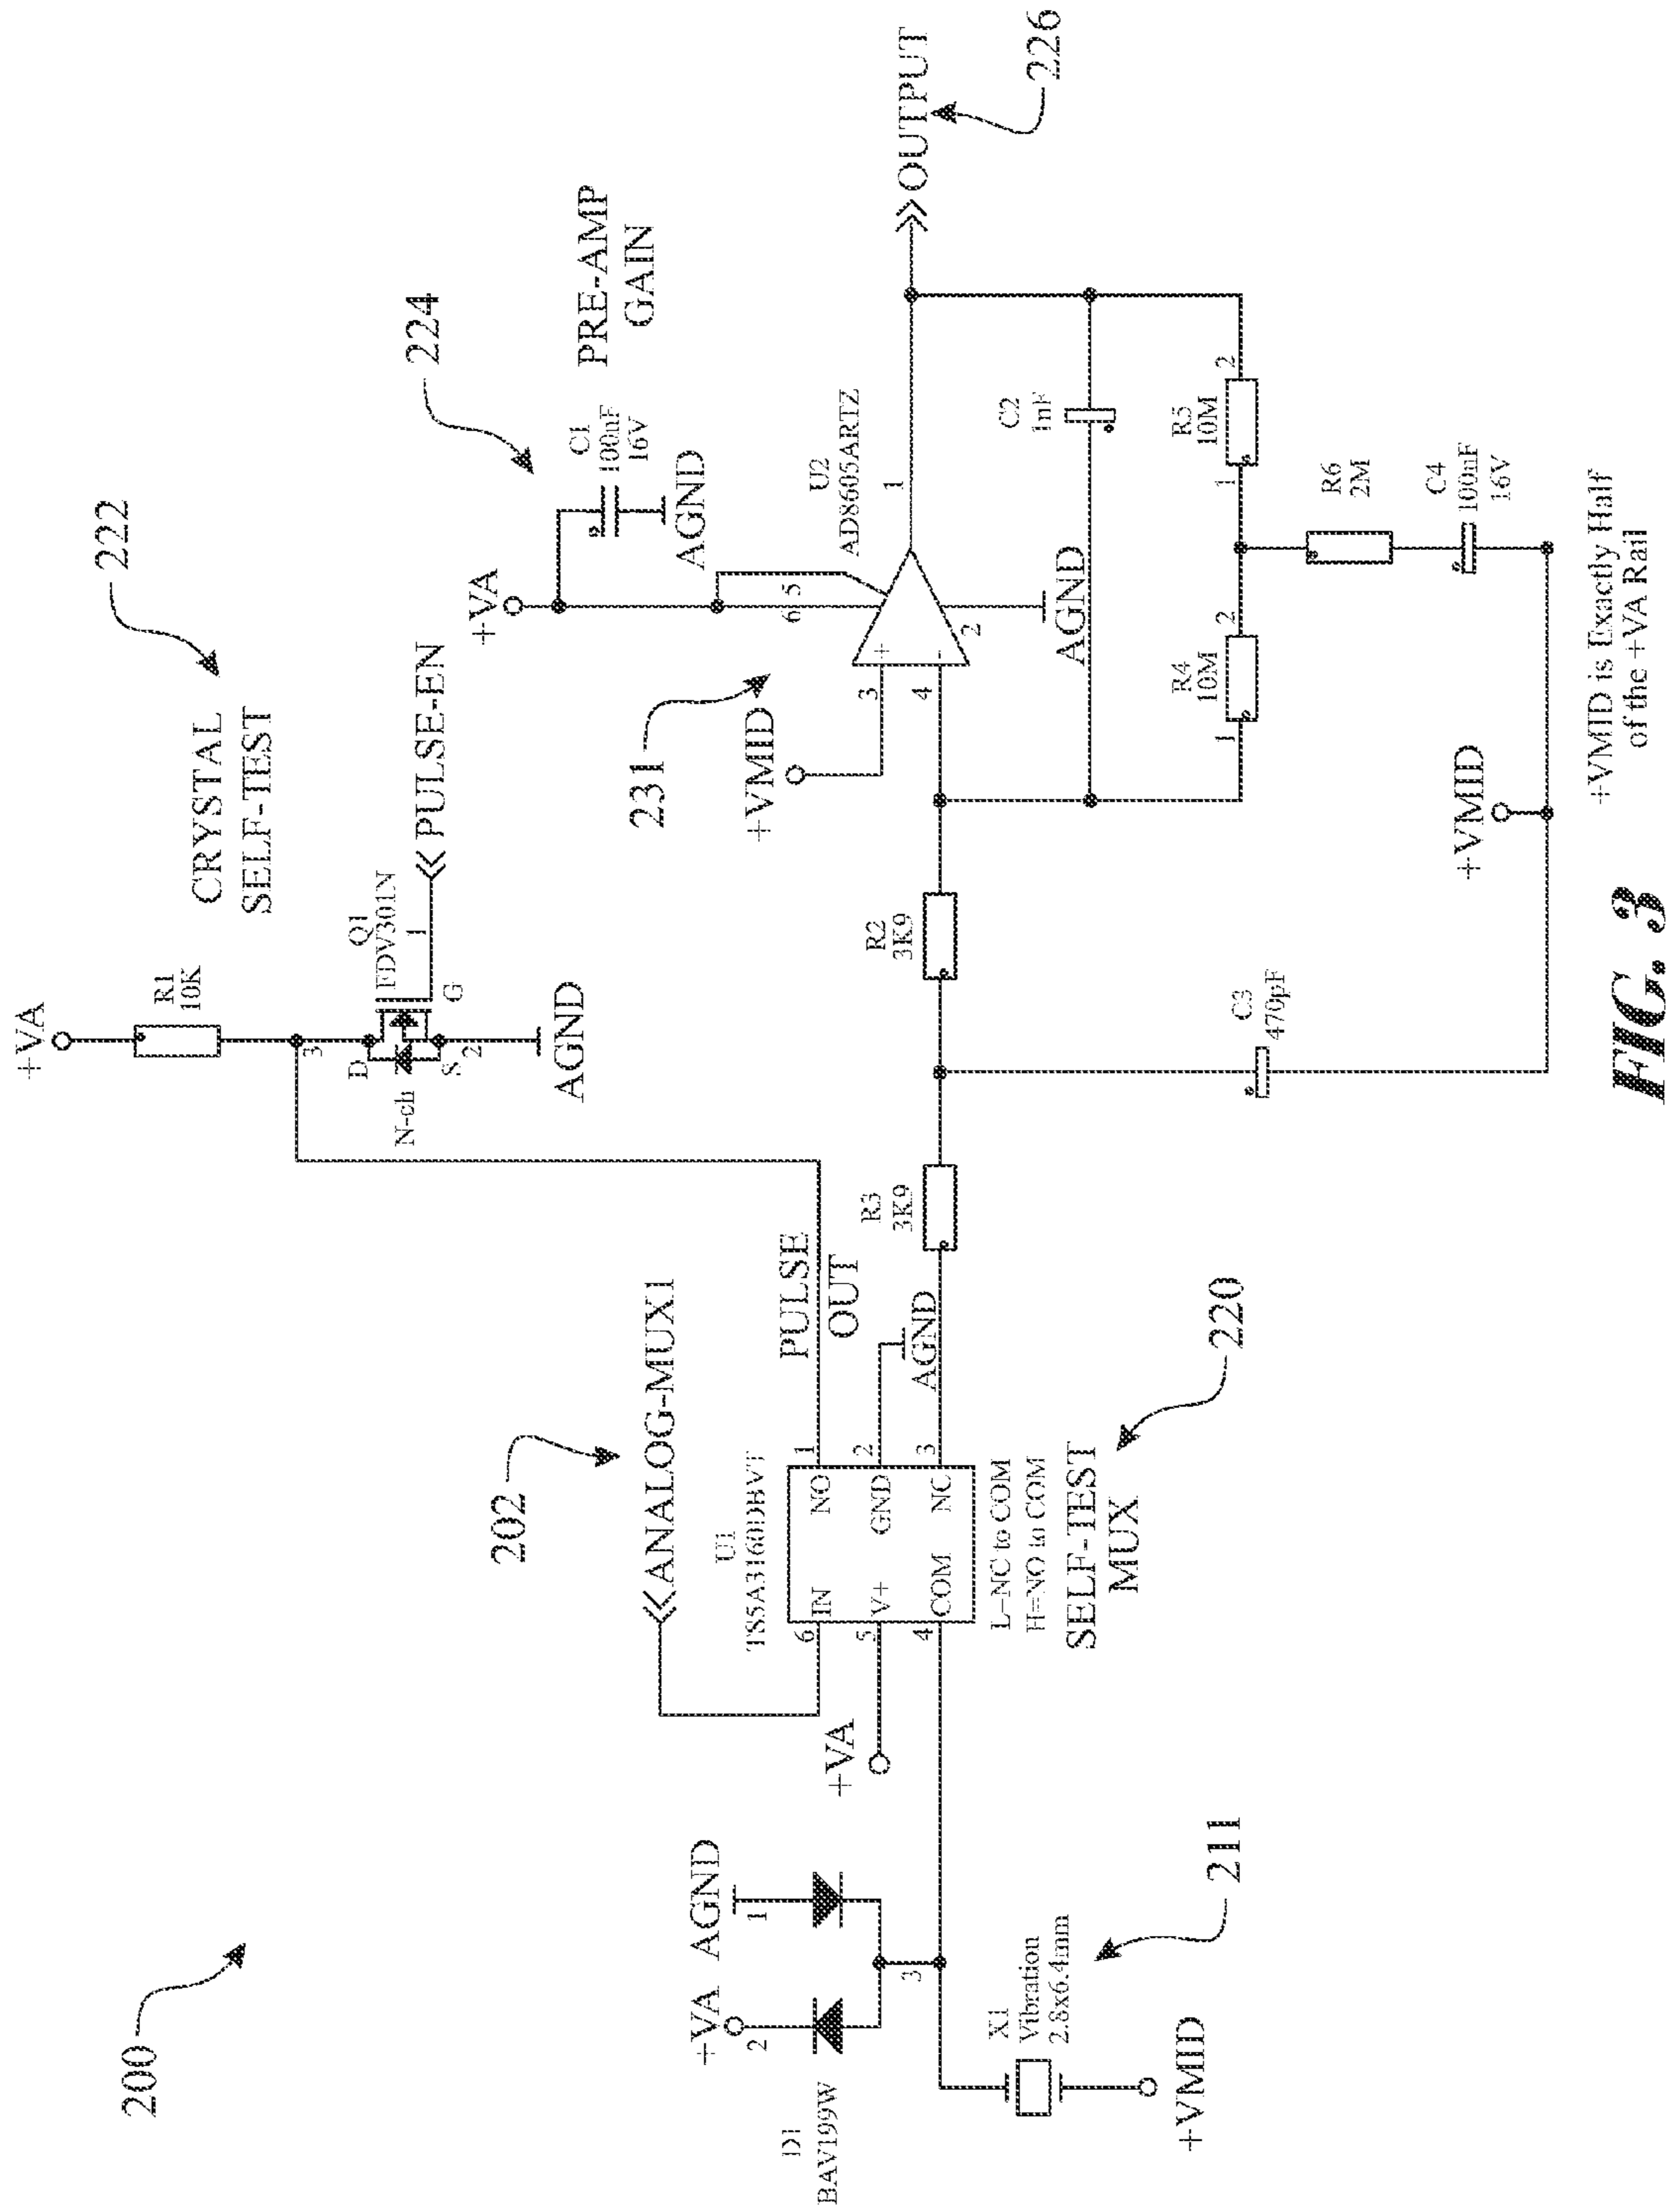 200
202
<<ANALOG-MUX1
222
CRYSTAL
SELF-TEST
+VA
R1
10K
3
D
Q1
FDV301N
1
G
<<PULSE-EN
N-ch
S
2
AGND
224
PRE-AMP
GAIN
+VA
C1
100nF
16V
AGND
D1
BAV199W
+VA
2
AGND
1
3
X1
Vibration
2.8x6.4mm
+VMID
211
+VA
U1
TS5A3160DBVT
6
IN
NO
1
5
V+
GND
2
4
COM
NC
3
L=NC to COM
H=NO to COM
SELF-TEST
MUX
220
PULSE
OUT
AGND
R3
3K9
R2
3K9
C3
470pF
231
+VMID
3
+
4
-
6
5
2
AGND
U2
AD8605ARTZ
1
>>OUTPUT
226
C2
1nF
1
R4
10M
2
1
R5
10M
2
R6
2M
C4
100nF
16V
+VMID
+VMID is Exactly Half
of the +VA Rail
FIG. 3